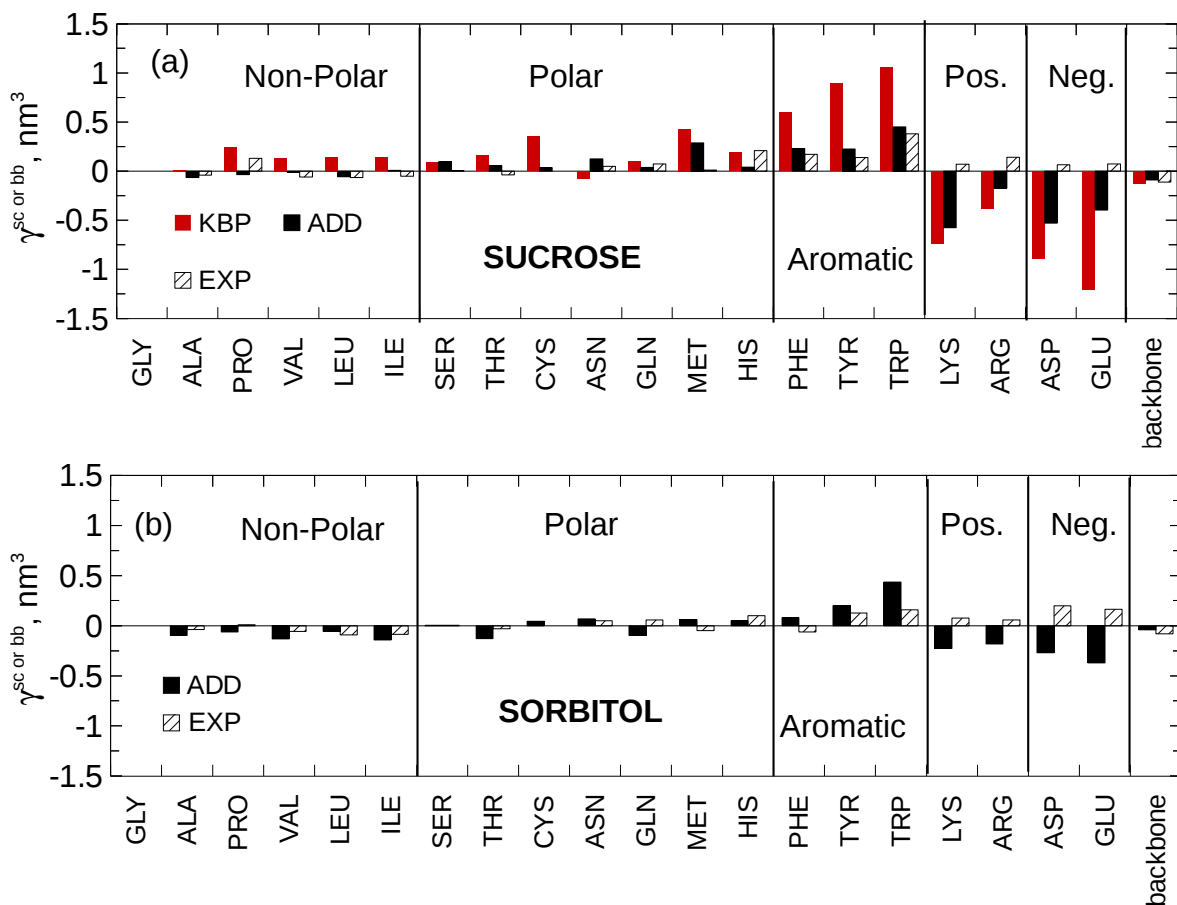 (a)
Non-Polar
Polar
Pos.
Neg.
1.5
1
0.5
0
-0.5
-1
-1.5
γsc or bb, nm³
KBP
ADD
EXP
SUCROSE
Aromatic
GLY
ALA
PRO
VAL
LEU
ILE
SER
THR
CYS
ASN
GLN
MET
HIS
PHE
TYR
TRP
LYS
ARG
ASP
GLU
backbone
(b)
Non-Polar
Polar
Pos.
Neg.
1.5
1
0.5
0
-0.5
-1
-1.5
γsc or bb, nm³
ADD
EXP
SORBITOL
Aromatic
GLY
ALA
PRO
VAL
LEU
ILE
SER
THR
CYS
ASN
GLN
MET
HIS
PHE
TYR
TRP
LYS
ARG
ASP
GLU
backbone